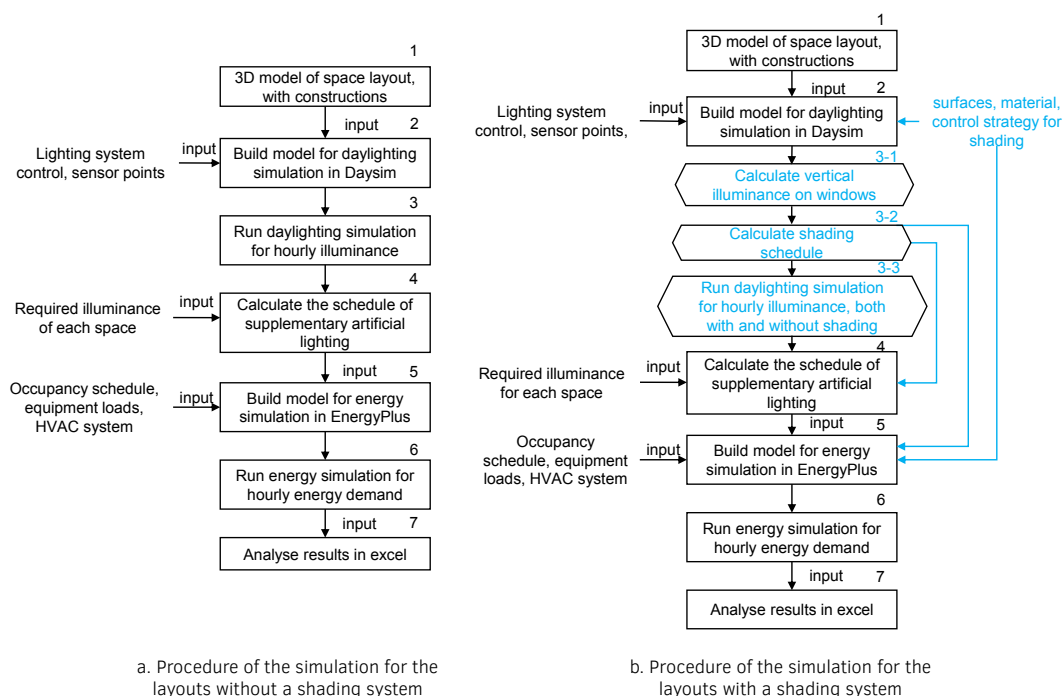 1
3D model of space layout,
with constructions
input
2
Lighting system
control, sensor points
input
Build model for daylighting
simulation in Daysim
3
Run daylighting simulation
for hourly illuminance
4
Required illuminance
of each space
input
Calculate the schedule of
supplementary artificial
lighting
input
5
Occupancy schedule,
equipment loads,
HVAC system
input
Build model for energy
simulation in EnergyPlus
6
Run energy simulation for
hourly energy demand
input
7
Analyse results in excel
a. Procedure of the simulation for the
layouts without a shading system
1
3D model of space layout,
with constructions
input
2
Lighting system
control, sensor points,
input
Build model for daylighting
simulation in Daysim
surfaces, material,
control strategy for
shading
3-1
Calculate vertical
illuminance on windows
3-2
Calculate shading
schedule
3-3
Run daylighting simulation
for hourly illuminance, both
with and without shading
4
Required illuminance
for each space
input
Calculate the schedule of
supplementary artificial
lighting
input
5
Occupancy
schedule, equipment
loads, HVAC system
input
Build model for energy
simulation in EnergyPlus
6
Run energy simulation for
hourly energy demand
input
7
Analyse results in excel
b. Procedure of the simulation for the
layouts with a shading system